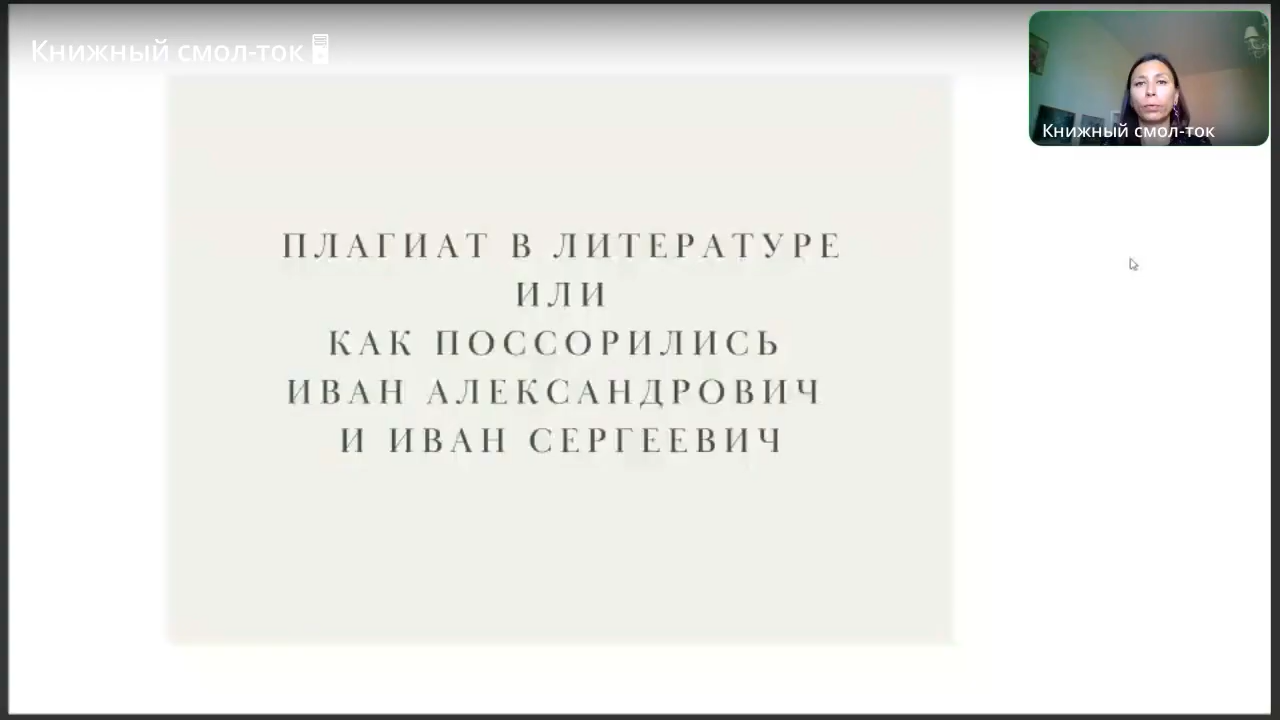 Книжный смол-ток
Книжный смол-ток
ПЛАГИАТ В ЛИТЕРАТУРЕ
ИЛИ
КАК ПОССОРИЛИСЬ
ИВАН АЛЕКСАНДРОВИЧ
И ИВАН СЕРГЕЕВИЧ